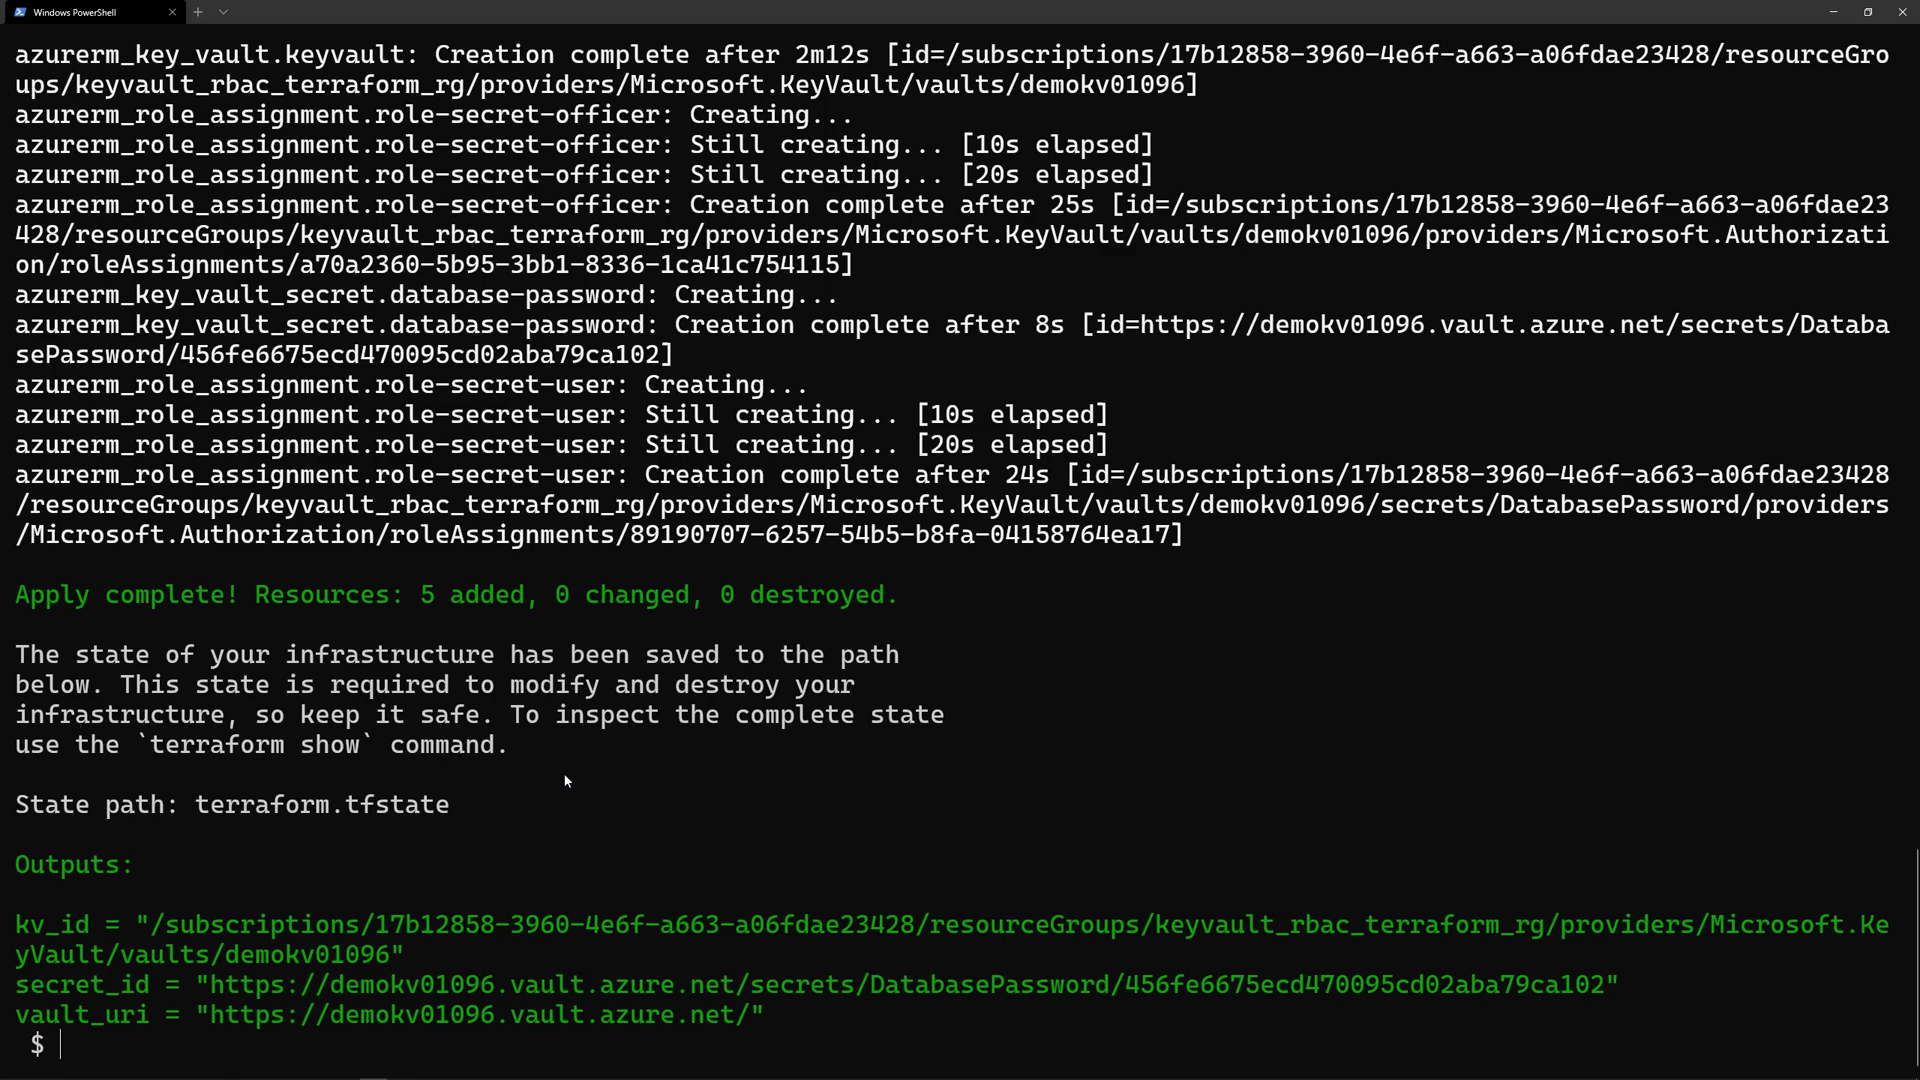 Windows PowerShell
azurerm_key_vault.keyvault: Creation complete after 2m12s [id=/subscriptions/17b12858-3960-4e6f-a663-a06fdae23428/resourceGro
ups/keyvault_rbac_terraform_rg/providers/Microsoft.KeyVault/vaults/demokv01096]
azurerm_role_assignment.role-secret-officer: Creating...
azurerm_role_assignment.role-secret-officer: Still creating... [10s elapsed]
azurerm_role_assignment.role-secret-officer: Still creating... [20s elapsed]
azurerm_role_assignment.role-secret-officer: Creation complete after 25s [id=/subscriptions/17b12858-3960-4e6f-a663-a06fdae23
428/resourceGroups/keyvault_rbac_terraform_rg/providers/Microsoft.KeyVault/vaults/demokv01096/providers/Microsoft.Authorizati
on/roleAssignments/a70a2360-5b95-3bb1-8336-1ca41c754115]
azurerm_key_vault_secret.database-password: Creating...
azurerm_key_vault_secret.database-password: Creation complete after 8s [id=https://demokv01096.vault.azure.net/secrets/Databa
sePassword/456fe6675ecd470095cd02aba79ca102]
azurerm_role_assignment.role-secret-user: Creating...
azurerm_role_assignment.role-secret-user: Still creating... [10s elapsed]
azurerm_role_assignment.role-secret-user: Still creating... [20s elapsed]
azurerm_role_assignment.role-secret-user: Creation complete after 24s [id=/subscriptions/17b12858-3960-4e6f-a663-a06fdae23428
/resourceGroups/keyvault_rbac_terraform_rg/providers/Microsoft.KeyVault/vaults/demokv01096/secrets/DatabasePassword/providers
/Microsoft.Authorization/roleAssignments/89190707-6257-54b5-b8fa-04158764ea17]
Apply complete! Resources: 5 added, 0 changed, 0 destroyed.
The state of your infrastructure has been saved to the path
below. This state is required to modify and destroy your
infrastructure, so keep it safe. To inspect the complete state
use the `terraform show` command.
State path: terraform.tfstate
Outputs:
kv_id = "/subscriptions/17b12858-3960-4e6f-a663-a06fdae23428/resourceGroups/keyvault_rbac_terraform_rg/providers/Microsoft.Ke
yVault/vaults/demokv01096"
secret_id = "https://demokv01096.vault.azure.net/secrets/DatabasePassword/456fe6675ecd470095cd02aba79ca102"
vault_uri = "https://demokv01096.vault.azure.net/"
$